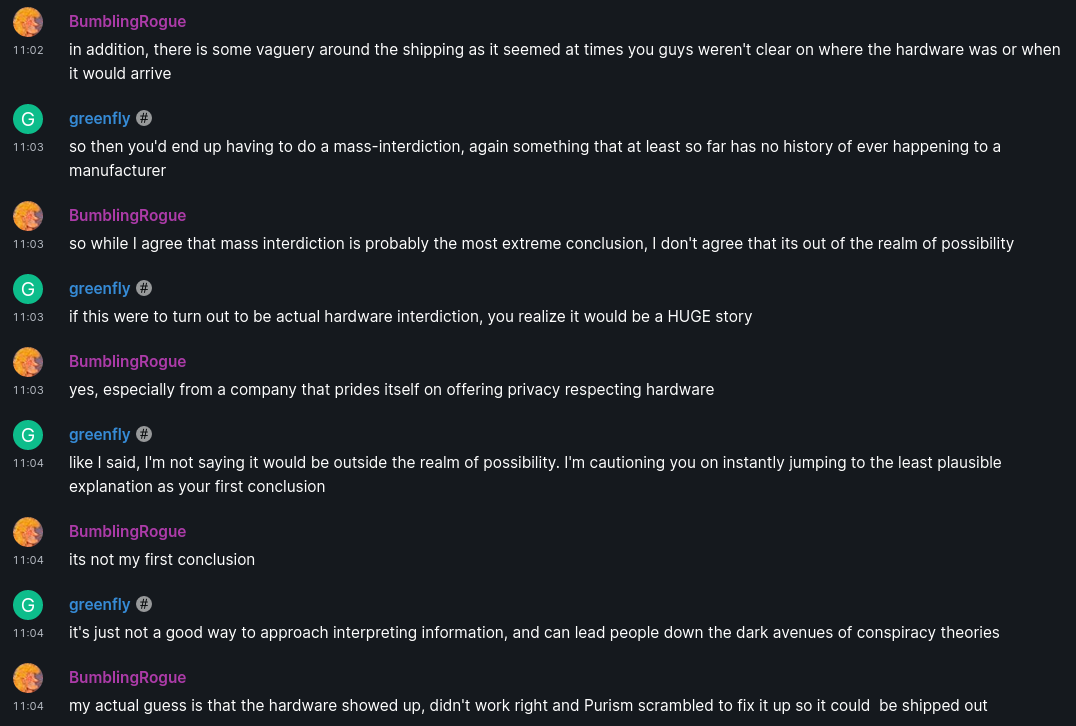 BumblingRogue
11:02 in addition, there is some vaguery around the shipping as it seemed at times you guys weren't clear on where the hardware was or when
it would arrive
G greenfly #
11:03 so then you'd end up having to do a mass-interdiction, again something that at least so far has no history of ever happening to a
manufacturer
BumblingRogue
11:03 so while I agree that mass interdiction is probably the most extreme conclusion, I don't agree that its out of the realm of possibility
G greenfly #
11:03 if this were to turn out to be actual hardware interdiction, you realize it would be a HUGE story
BumblingRogue
11:03 yes, especially from a company that prides itself on offering privacy respecting hardware
G greenfly #
11:04 like I said, I'm not saying it would be outside the realm of possibility. I'm cautioning you on instantly jumping to the least plausible
explanation as your first conclusion
BumblingRogue
11:04 its not my first conclusion
G greenfly #
11:04 it's just not a good way to approach interpreting information, and can lead people down the dark avenues of conspiracy theories
BumblingRogue
11:04 my actual guess is that the hardware showed up, didn't work right and Purism scrambled to fix it up so it could  be shipped out